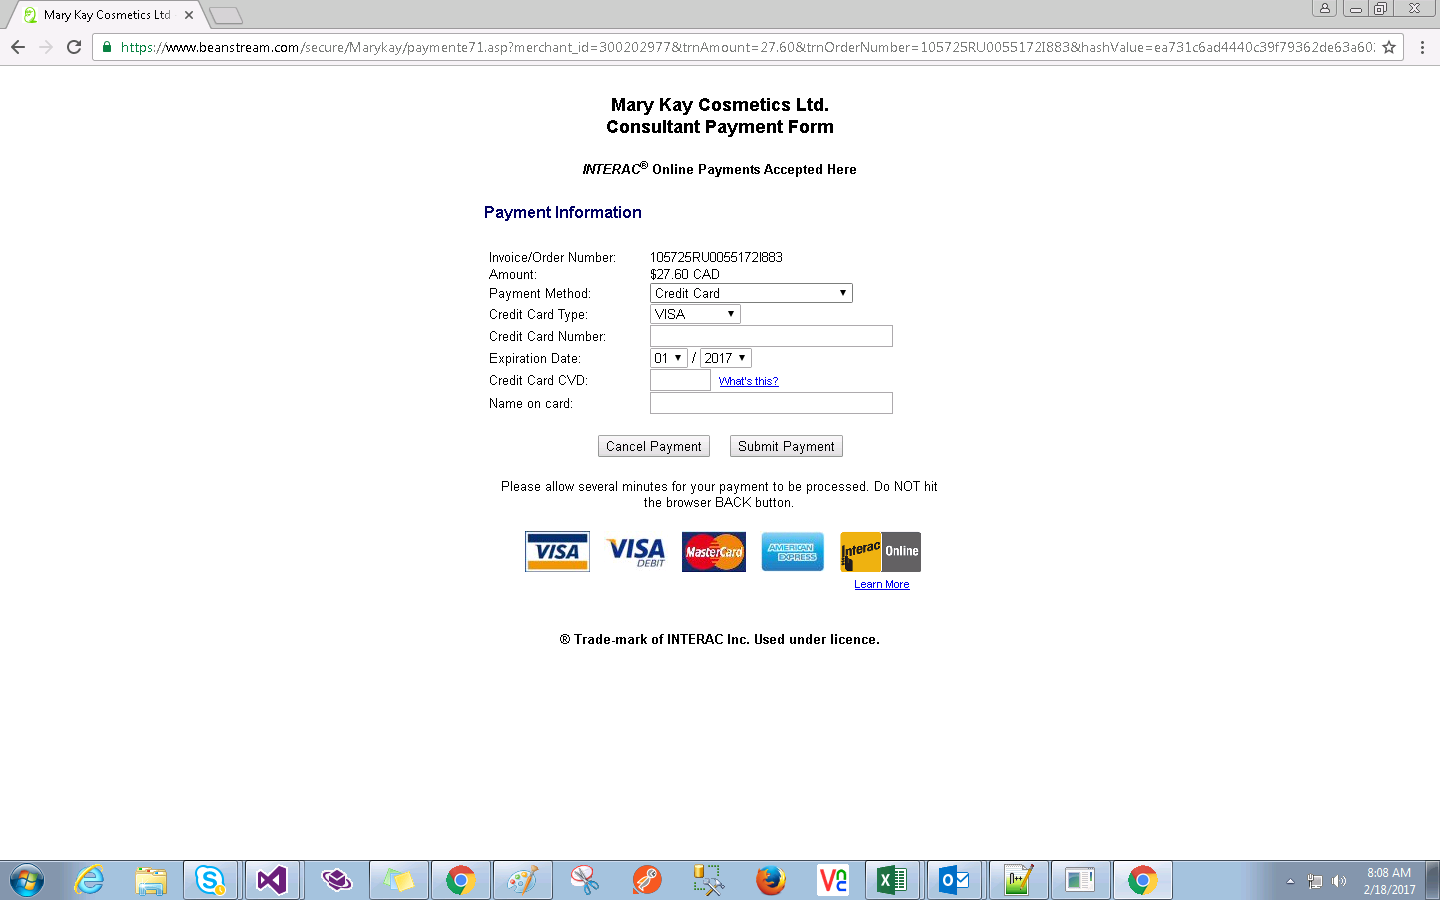 Mary Kay Cosmetics Ltd
https://www.beanstream.com/secure/Marykay/paymente71.asp?merchant_id=300202977&trnAmount=27.60&trnOrderNumber=105725RU0055172I883&hashValue=ea731c6ad4440c39f79362de63a60
Mary Kay Cosmetics Ltd.
Consultant Payment Form
INTERAC® Online Payments Accepted Here
Payment Information
Invoice/Order Number: 105725RU0055172I883
Amount: $27.60 CAD
Payment Method: Credit Card
Credit Card Type: VISA
Credit Card Number:
Expiration Date: 01 / 2017
Credit Card CVD: What's this?
Name on card:
Cancel Payment Submit Payment
Please allow several minutes for your payment to be processed. Do NOT hit
the browser BACK button.
VISA VISA DEBIT MasterCard AMERICAN EXPRESS Interac Online
Learn More
® Trade-mark of INTERAC Inc. Used under licence.
8:08 AM
2/18/2017